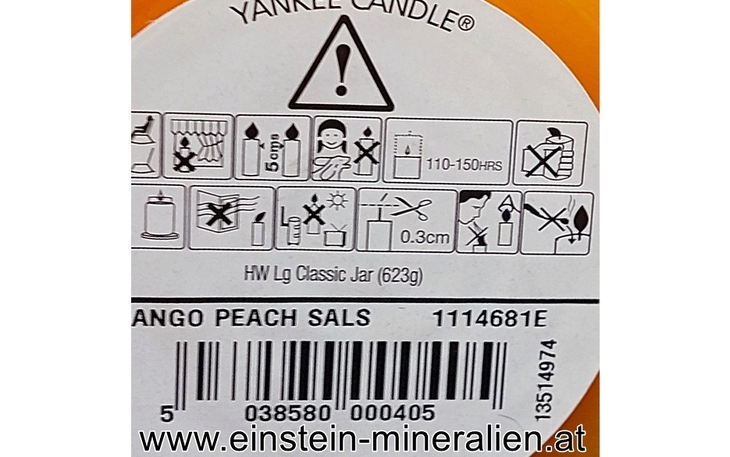 YANKEE CANDLE®
5cms
110-150HRS
0.3cm
HW Lg Classic Jar (623g)
ANGO PEACH SALS 1114681E
13514974
5 038580 000405
www.einstein-mineralien.at